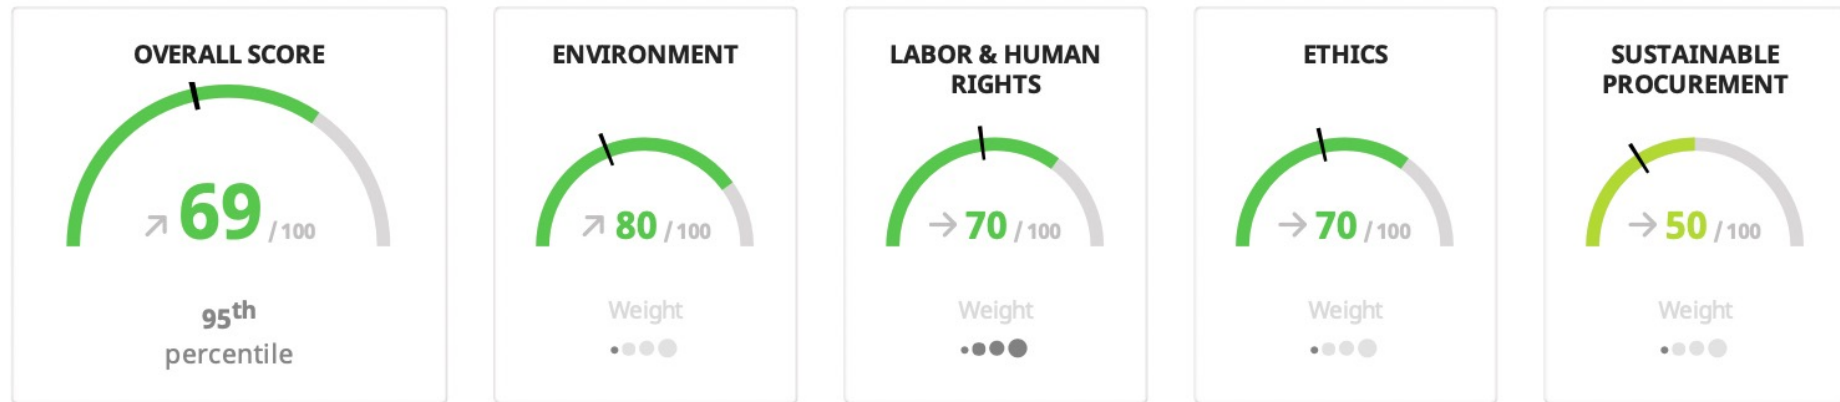 OVERALL SCORE
69 / 100
95th
percentile
ENVIRONMENT
80 / 100
Weight
LABOR & HUMAN
RIGHTS
70 / 100
Weight
ETHICS
70 / 100
Weight
SUSTAINABLE
PROCUREMENT
50 / 100
Weight